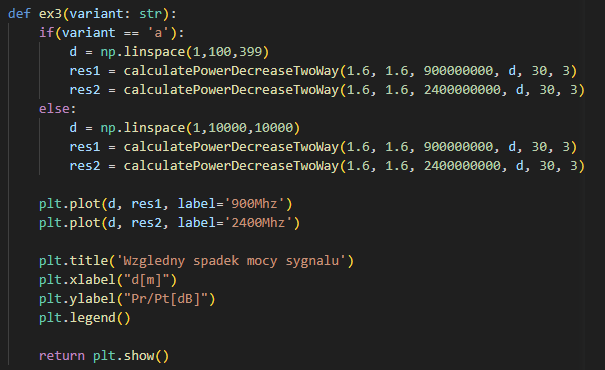 def ex3(variant: str):
    if(variant == 'a'):
        d = np.linspace(1,100,399)
        res1 = calculatePowerDecreaseTwoWay(1.6, 1.6, 900000000, d, 30, 3)
        res2 = calculatePowerDecreaseTwoWay(1.6, 1.6, 2400000000, d, 30, 3)
    else:
        d = np.linspace(1,10000,10000)
        res1 = calculatePowerDecreaseTwoWay(1.6, 1.6, 900000000, d, 30, 3)
        res2 = calculatePowerDecreaseTwoWay(1.6, 1.6, 2400000000, d, 30, 3)
    plt.plot(d, res1, label='900Mhz')
    plt.plot(d, res2, label='2400Mhz')
    plt.title('Wzgledny spadek mocy sygnalu')
    plt.xlabel("d[m]")
    plt.ylabel("Pr/Pt[dB]")
    plt.legend()
    return plt.show()